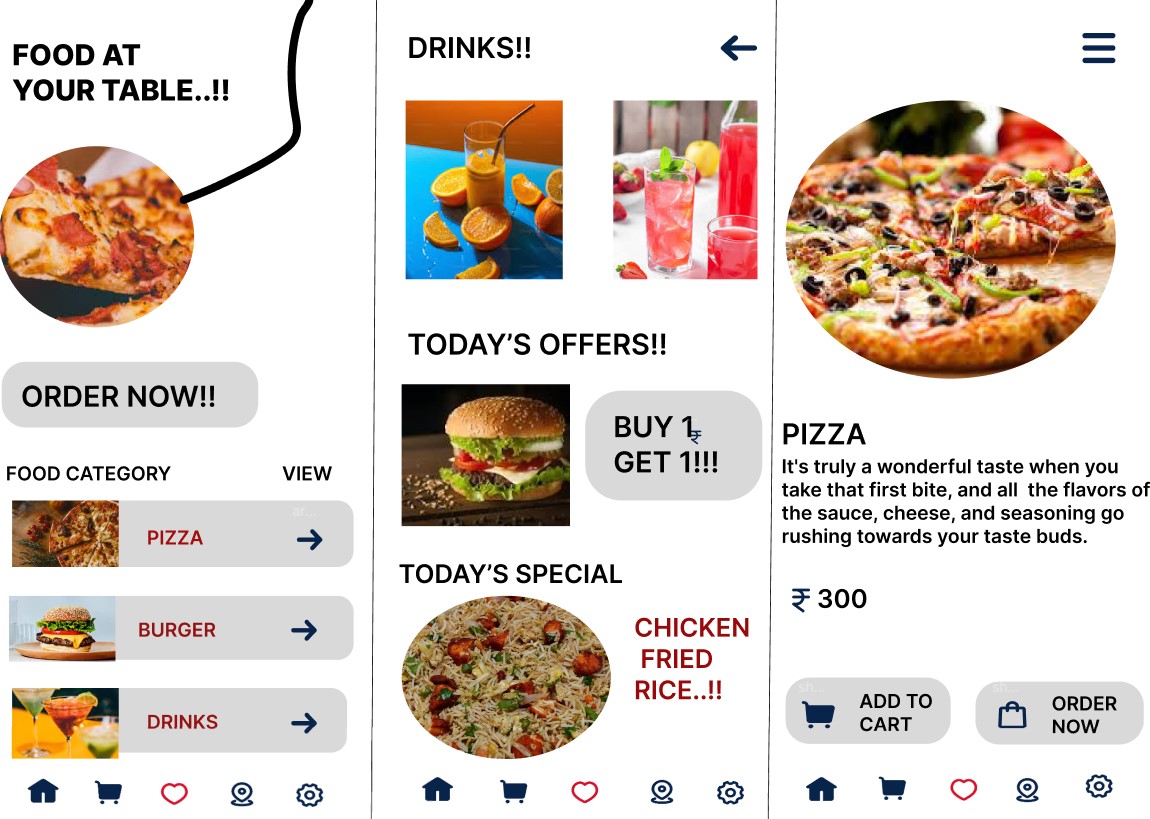 FOOD AT
YOUR TABLE..!!
ORDER NOW!!
FOOD CATEGORY VIEW
ar...
PIZZA
BURGER
DRINKS
DRINKS!!
TODAY’S OFFERS!!
BUY 1
₹
GET 1!!!
TODAY’S SPECIAL
CHICKEN
FRIED
RICE..!!
PIZZA
It's truly a wonderful taste when you
take that first bite, and all the flavors of
the sauce, cheese, and seasoning go
rushing towards your taste buds.
₹ 300
sh...
ADD TO
CART
sh...
ORDER
NOW